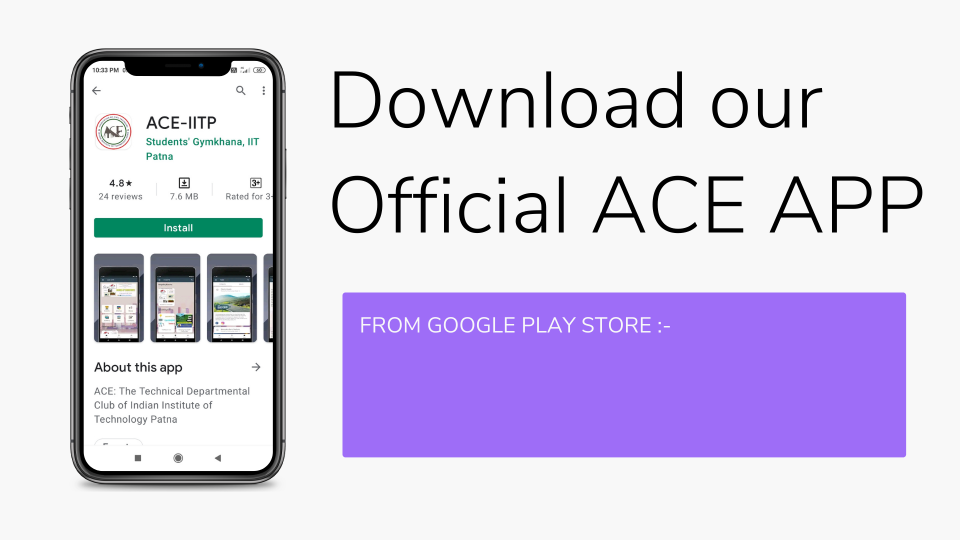 10:33 PM
ACE-IITP
Students' Gymkhana, IIT
Patna
4.8★
24 reviews
7.6 MB
3+
Rated for 3+
Install
About this app
ACE: The Technical Departmental
Club of Indian Institute of
Technology Patna
Download our
Official ACE APP
FROM GOOGLE PLAY STORE :-